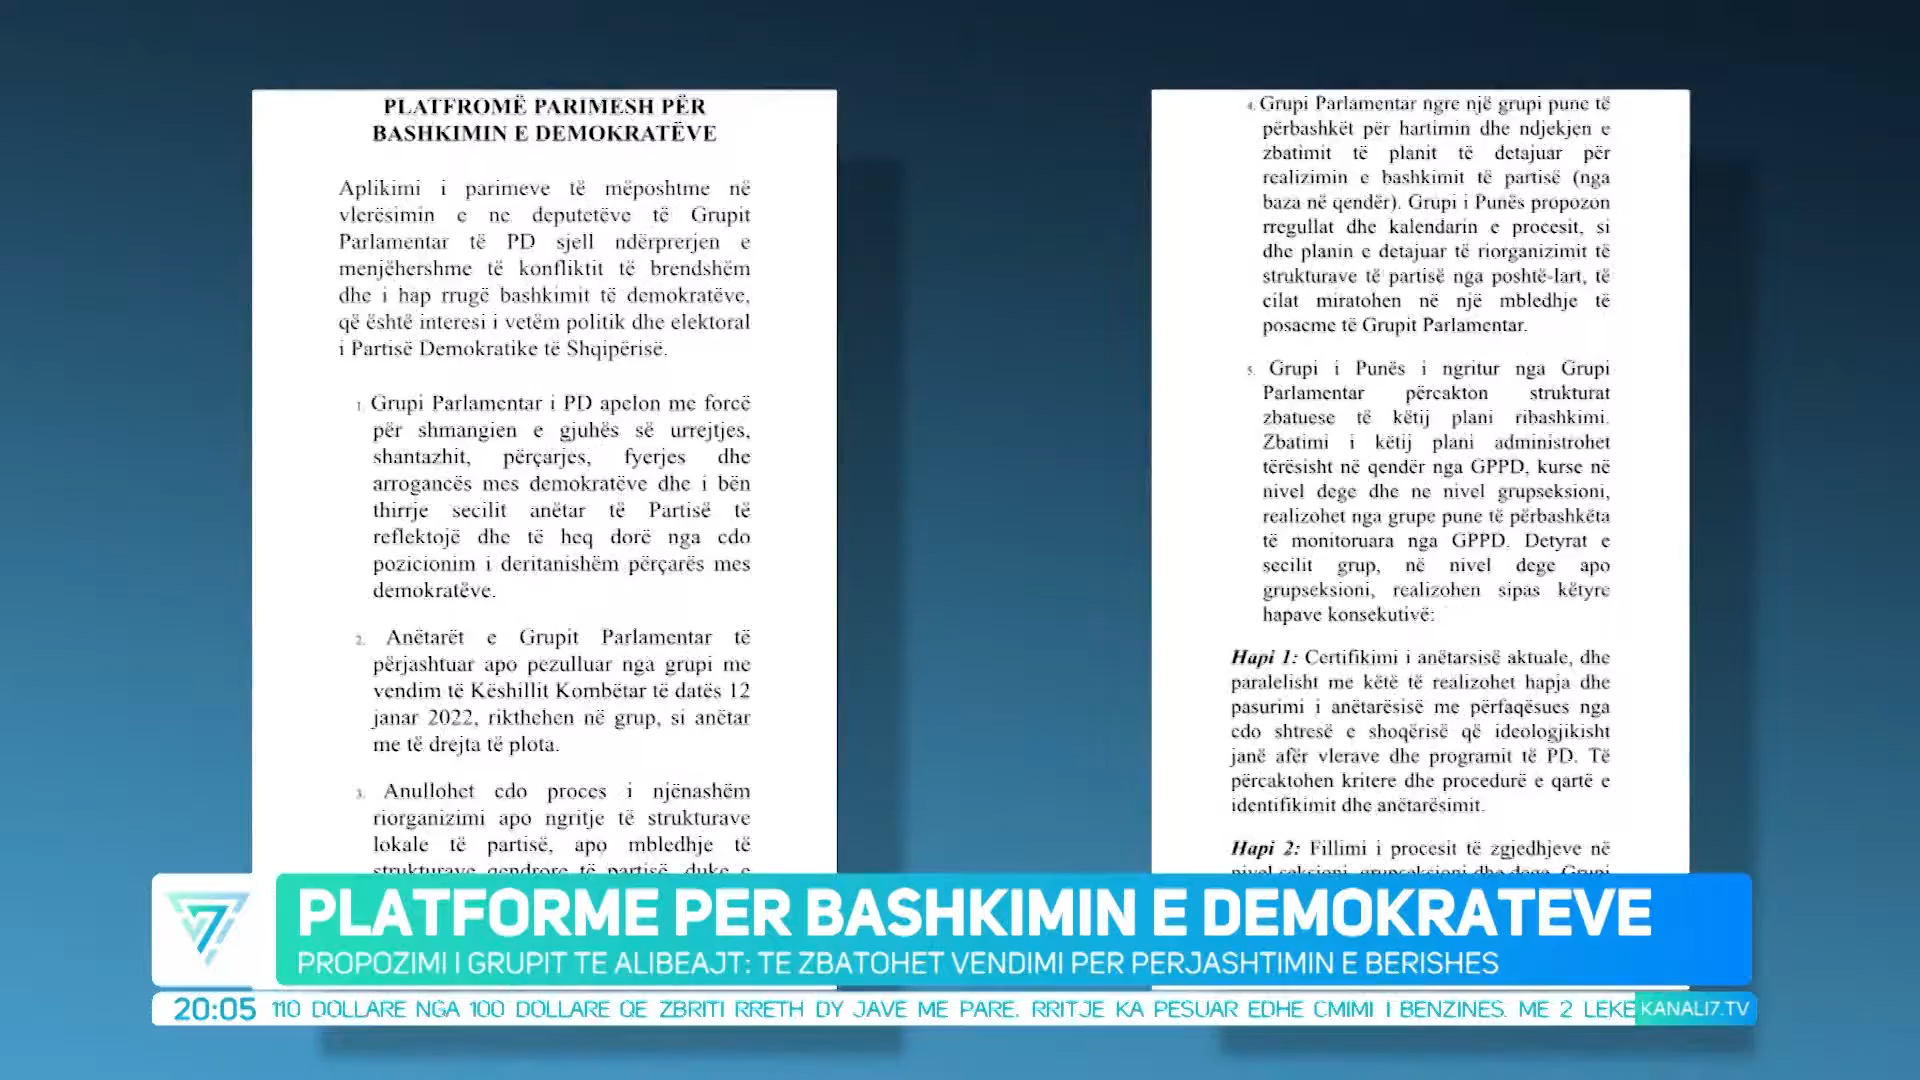 PLATFROMË PARIMESH PËR
BASHKIMIN E DEMOKRATËVE
Aplikimi i parimeve të mëposhtme në
vlerësimin e ne deputetëve të Grupit
Parlamentar të PD sjell ndërprerjen e
menjëhershme të konfliktit të brendshëm
dhe i hap rrugë bashkimit të demokratëve,
që është interesi i vetëm politik dhe elektoral
i Partisë Demokratike të Shqipërisë.
1. Grupi Parlamentar i PD apelon me forcë
për shmangien e gjuhës së urrejtjes,
shantazhit, përçarjes, fyerjes dhe
arrogancës mes demokratëve dhe i bën
thirrje secilit anëtar të Partisë të
reflektojë dhe të heq dorë nga cdo
pozicionim i deritanishëm përçarës mes
demokratëve.
2. Anëtarët e Grupit Parlamentar të
përjashtuar apo pezulluar nga grupi me
vendim të Këshillit Kombëtar të datës 12
janar 2022, rikthehen në grup, si anëtar
me të drejta të plota.
3. Anullohet cdo proces i njënashëm
riorganizimi apo ngritje të strukturave
lokale të partisë, apo mbledhje të
strukturave qendrore të partisë, duke e
4. Grupi Parlamentar ngre një grupi pune të
përbashkët për hartimin dhe ndjekjen e
zbatimit të planit të detajuar për
realizimin e bashkimit të partisë (nga
baza në qendër). Grupi i Punës propozon
rregullat dhe kalendarin e procesit, si
dhe planin e detajuar të riorganizimit të
strukturave të partisë nga poshtë-lart, të
cilat miratohen në një mbledhje të
posaçme të Grupit Parlamentar.
5. Grupi i Punës i ngritur nga Grupi
Parlamentar përcakton strukturat
zbatuese të këtij plani ribashkimi.
Zbatimi i këtij plani administrohet
tërësisht në qendër nga GPPD, kurse në
nivel dege dhe ne nivel grupseksioni,
realizohet nga grupe pune të përbashkëta
të monitoruara nga GPPD. Detyrat e
secilit grup, në nivel dege apo
grupseksioni, realizohen sipas këtyre
hapave konsekutivë:
Hapi 1: Certifikimi i anëtarsisë aktuale, dhe
paralelisht me këtë të realizohet hapja dhe
pasurimi i anëtarësisë me përfaqësues nga
cdo shtresë e shoqërisë që ideologjikisht
janë afër vlerave dhe programit të PD. Të
përcaktohen kritere dhe procedurë e qartë e
identifikimit dhe anëtarësimit.
Hapi 2: Fillimi i procesit të zgjedhjeve në
nivel seksioni, grupseksioni dhe dege. Grupi
PLATFORME PER BASHKIMIN E DEMOKRATEVE
PROPOZIMI I GRUPIT TE ALIBEAJT: TE ZBATOHET VENDIMI PER PERJASHTIMIN E BERISHES
20:05 110 DOLLARE NGA 100 DOLLARE QE ZBRITI RRETH DY JAVE ME PARE. RRITJE KA PESUAR EDHE CMIMI I BENZINES. ME 2 LEKE KANALI7.TV